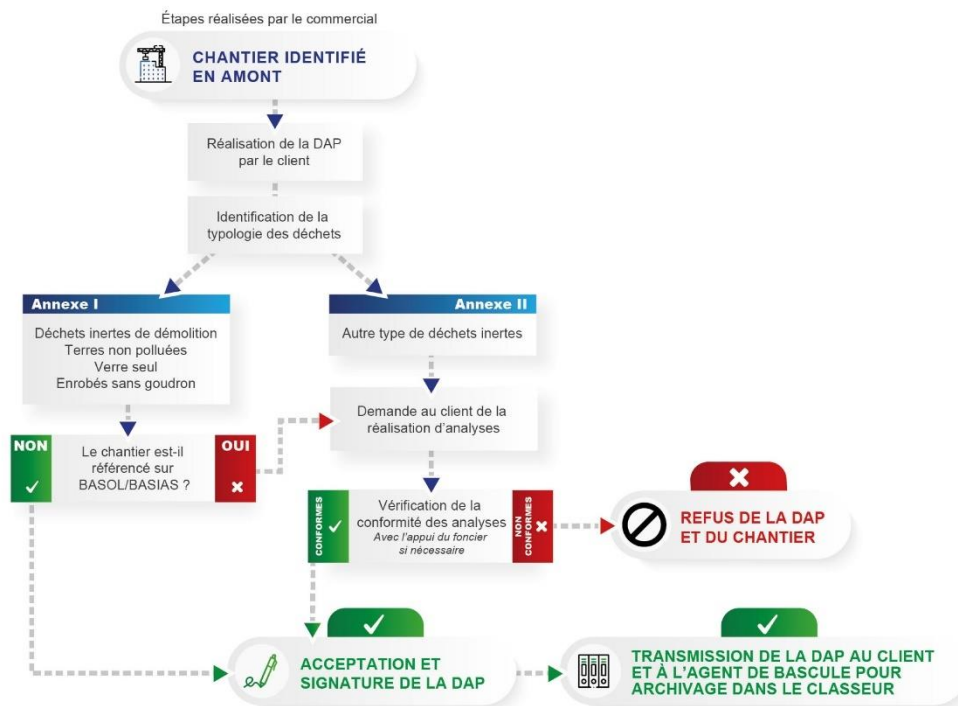 Étapes réalisées par le commercial
CHANTIER IDENTIFIÉ
EN AMONT
Réalisation de la DAP
par le client
Identification de la
typologie des déchets
Annexe I
Déchets inertes de démolition
Terres non polluées
Verre seul
Enrobés sans goudron
Annexe II
Autre type de déchets inertes
Demande au client de la
réalisation d'analyses
NON
Le chantier est-il
référencé sur
BASOL/BASIAS ?
OUI
CONFORMES
Vérification de la
conformité des analyses
Avec l'appui du foncier
si nécessaire
NON
CONFORMES
REFUS DE LA DAP
ET DU CHANTIER
ACCEPTATION ET
SIGNATURE DE LA DAP
TRANSMISSION DE LA DAP AU CLIENT
ET À L'AGENT DE BASCULE POUR
ARCHIVAGE DANS LE CLASSEUR